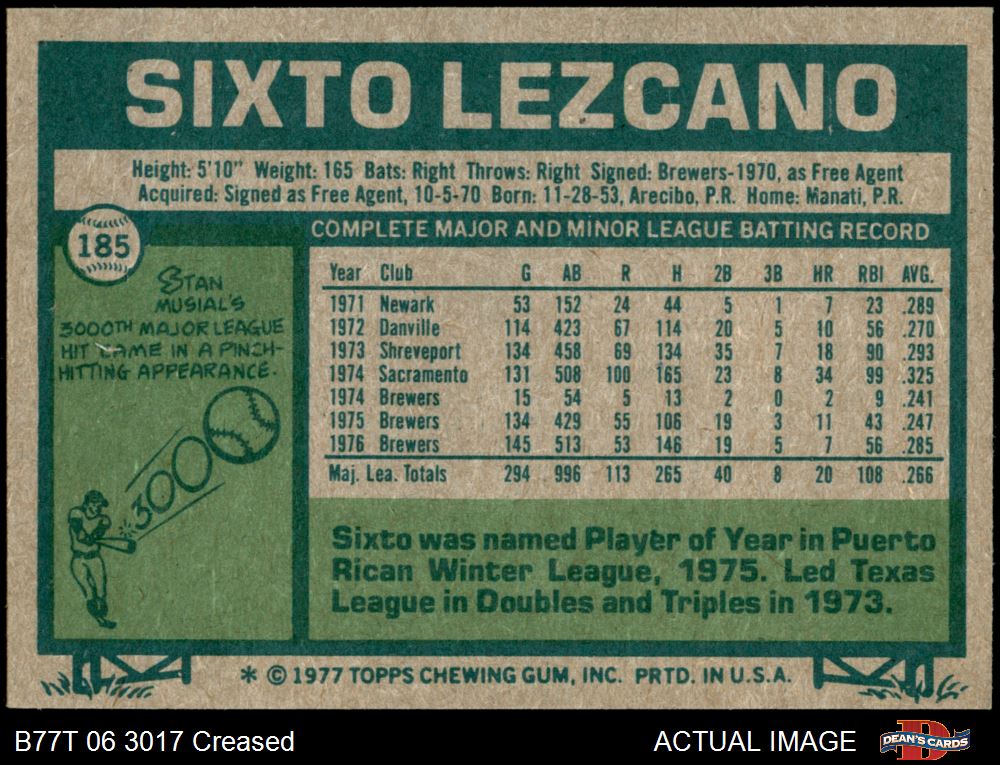 SIXTO LEZCANO
Height: 5'10" Weight: 165 Bats: Right Throws: Right Signed: Brewers-1970, as Free Agent
Acquired: Signed as Free Agent, 10-5-70 Born: 11-28-53, Arecibo, P.R. Home: Manati, P.R.
185
STAN
MUSIAL'S
3000TH MAJOR LEAGUE
HIT CAME IN A PINCH-
HITTING APPEARANCE.
3000
COMPLETE MAJOR AND MINOR LEAGUE BATTING RECORD
Year Club G AB R H 2B 3B HR RBI AVG.
1971 Newark 53 152 24 44 5 1 7 23 .289
1972 Danville 114 423 67 114 20 5 10 56 .270
1973 Shreveport 134 458 69 134 35 7 18 90 .293
1974 Sacramento 131 508 100 165 23 8 34 99 .325
1974 Brewers 15 54 5 13 2 0 2 9 .241
1975 Brewers 134 429 55 106 19 3 11 43 .247
1976 Brewers 145 513 53 146 19 5 7 56 .285
Maj. Lea. Totals 294 996 113 265 40 8 20 108 .266
Sixto was named Player of Year in Puerto
Rican Winter League, 1975. Led Texas
League in Doubles and Triples in 1973.
* © 1977 TOPPS CHEWING GUM, INC. PRTD. IN U.S.A.
B77T 06 3017 Creased
ACTUAL IMAGE
DEAN'S CARDS